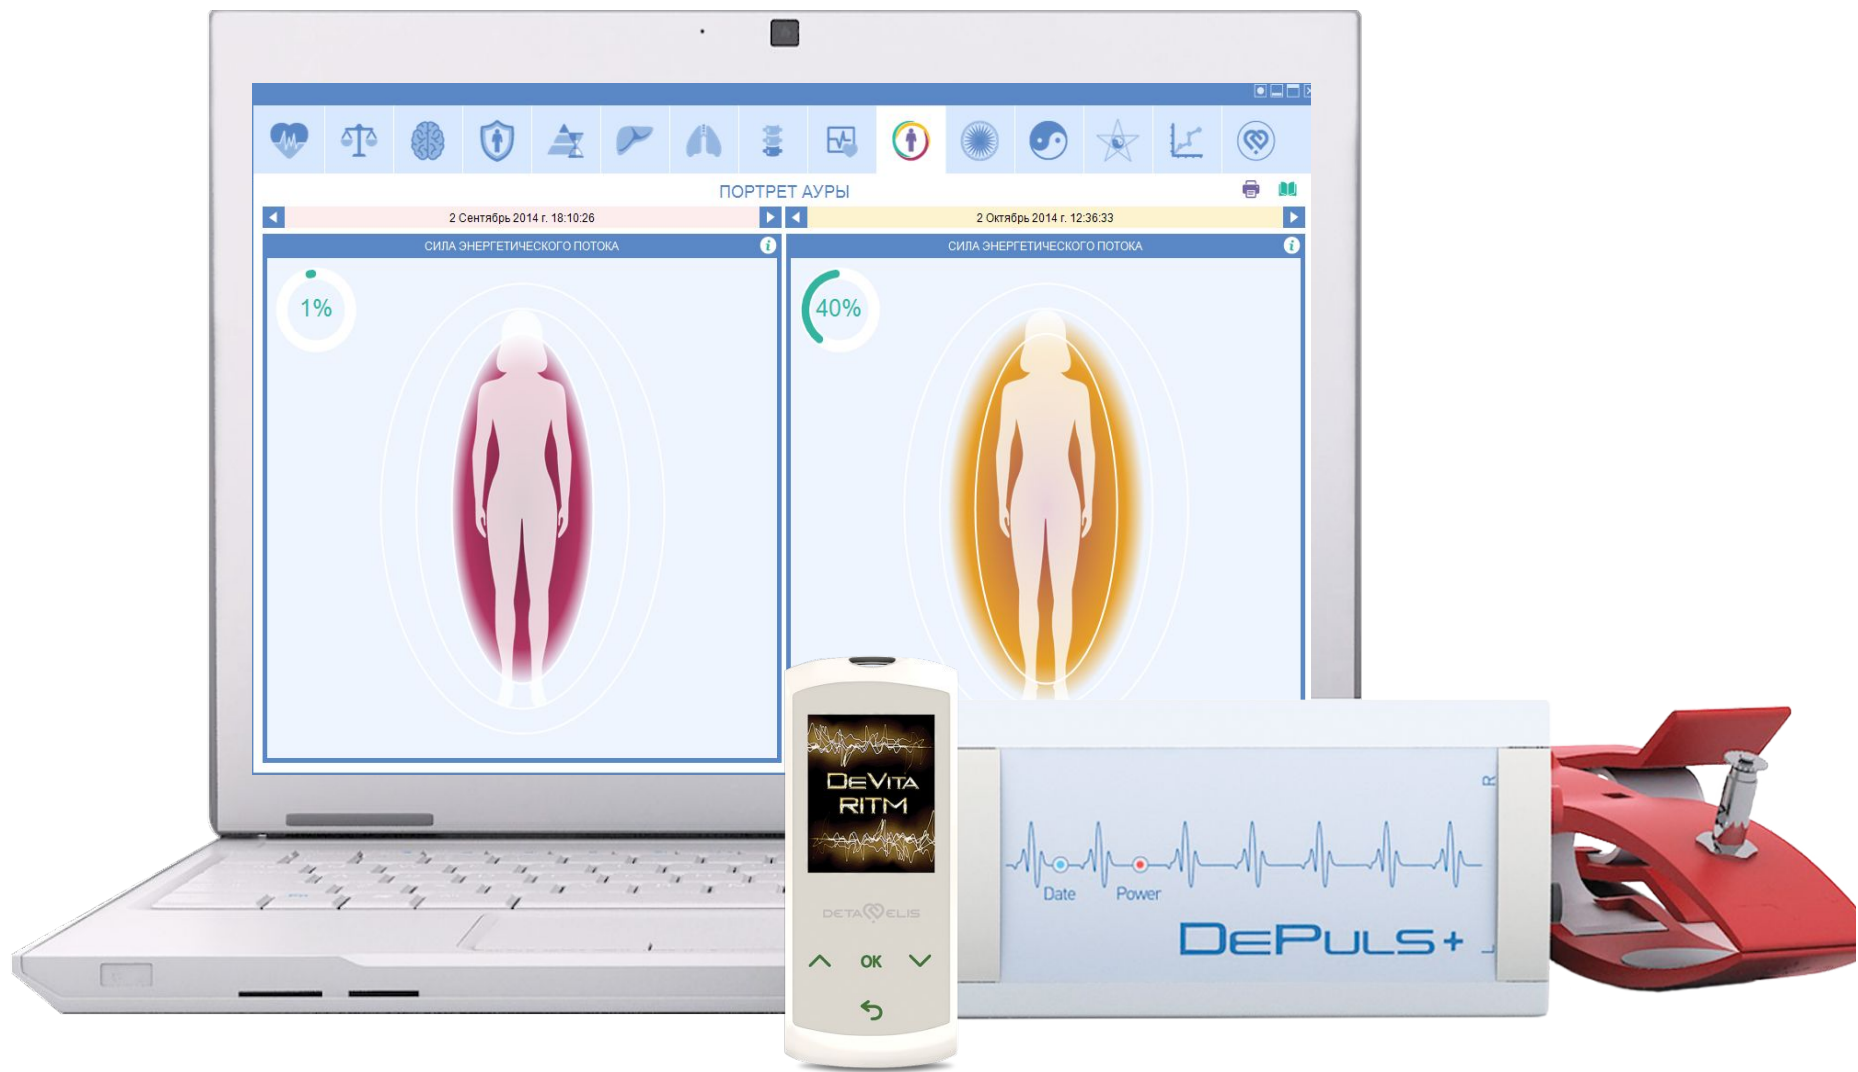 ПОРТРЕТ АУРЫ
2 Сентябрь 2014 г. 18:10:26
2 Октябрь 2014 г. 12:36:33
СИЛА ЭНЕРГЕТИЧЕСКОГО ПОТОКА
СИЛА ЭНЕРГЕТИЧЕСКОГО ПОТОКА
1%
40%
DEVITA
RITM
DETA ELIS
OK
R
Date
Power
DEPULS+
L